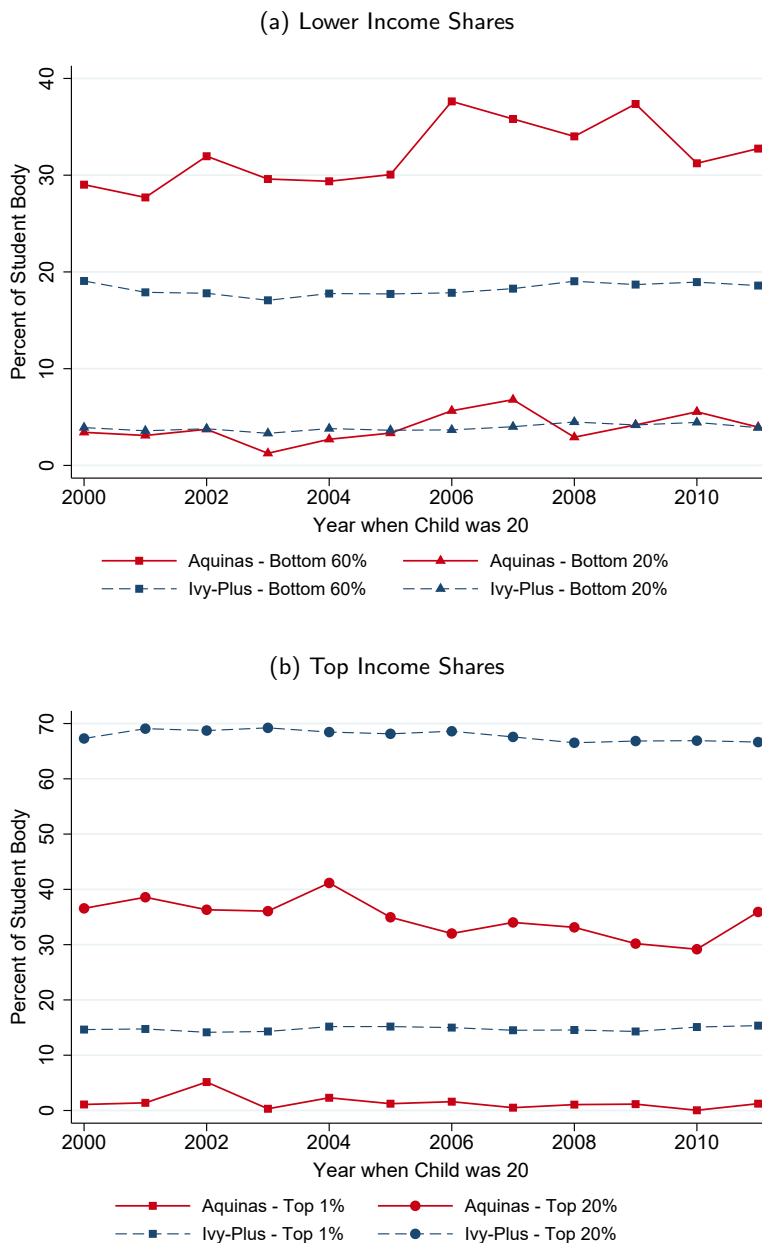 (a) Lower Income Shares
40
30
20
10
0
Percent of Student Body
2000 2002 2004 2006 2008 2010
Year when Child was 20
Aquinas - Bottom 60% Aquinas - Bottom 20%
Ivy-Plus - Bottom 60% Ivy-Plus - Bottom 20%
(b) Top Income Shares
70
60
50
40
30
20
10
0
Percent of Student Body
2000 2002 2004 2006 2008 2010
Year when Child was 20
Aquinas - Top 1% Aquinas - Top 20%
Ivy-Plus - Top 1% Ivy-Plus - Top 20%